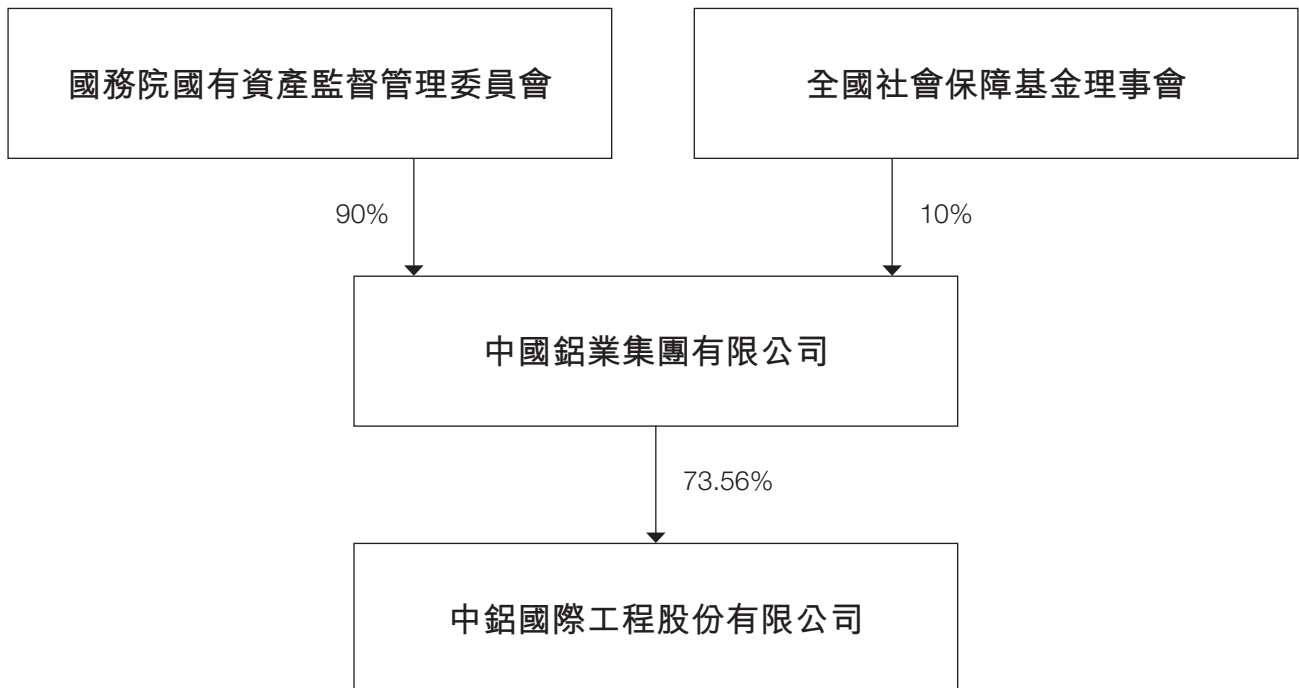 國務院國有資產監督管理委員會
全國社會保障基金理事會
90%
10%
中國鋁業集團有限公司
73.56%
中鋁國際工程股份有限公司